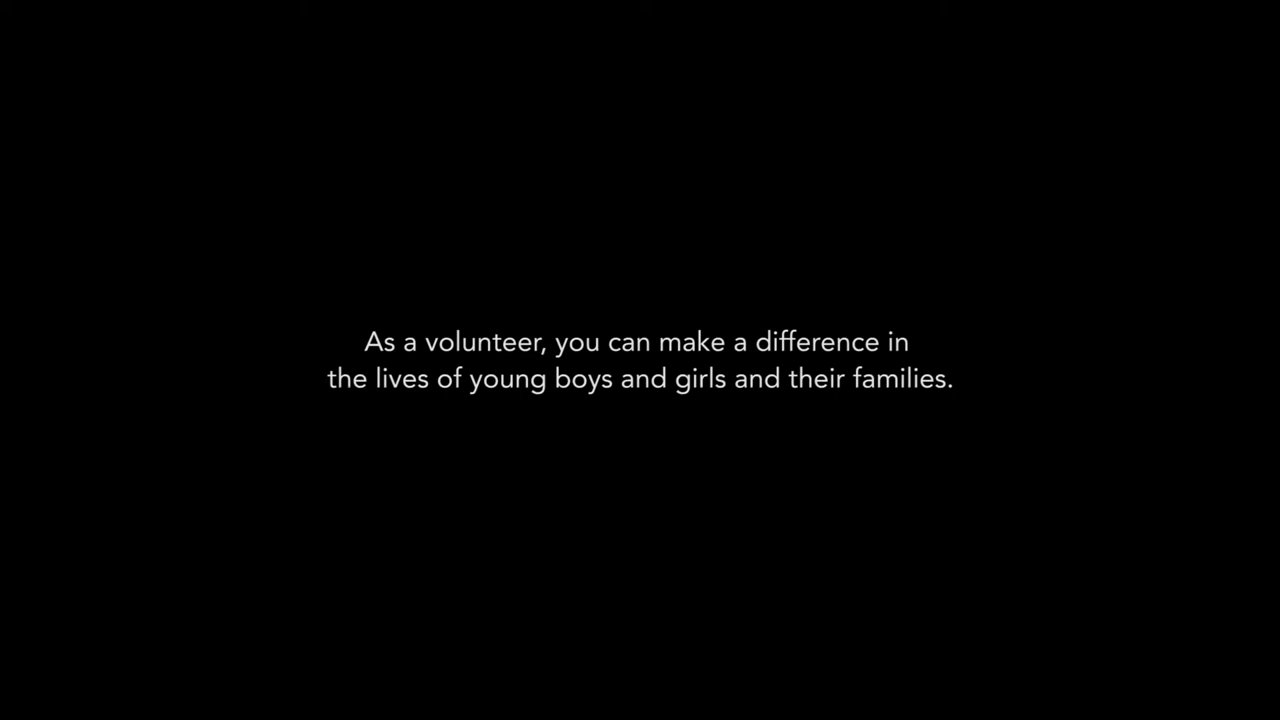 As a volunteer, you can make a difference in
the lives of young boys and girls and their families.